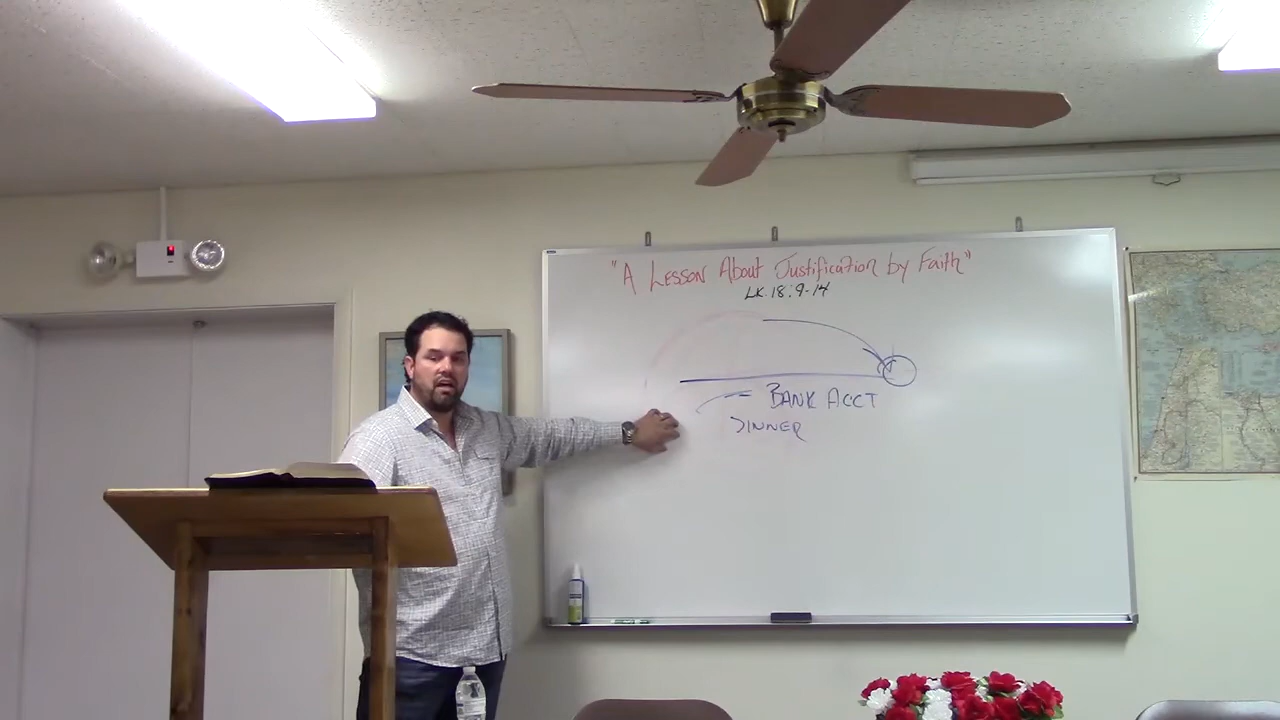 "A Lesson About Justification by Faith"
LK. 18:9-14
BANK ACCT
SINNER